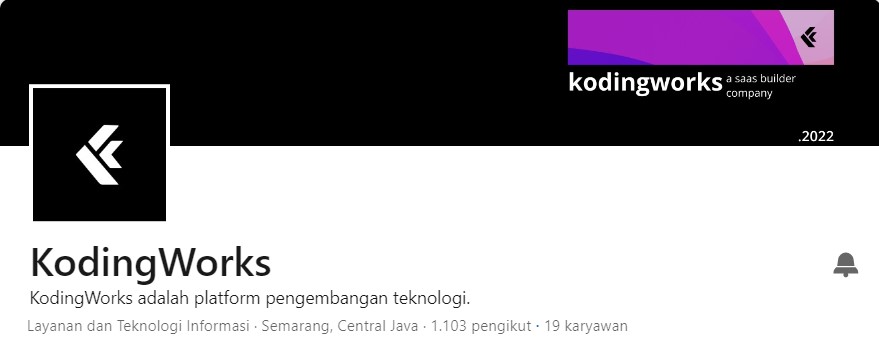 kodingworks a saas builder
company
.2022
KodingWorks
KodingWorks adalah platform pengembangan teknologi.
Layanan dan Teknologi Informasi · Semarang, Central Java · 1.103 pengikut · 19 karyawan